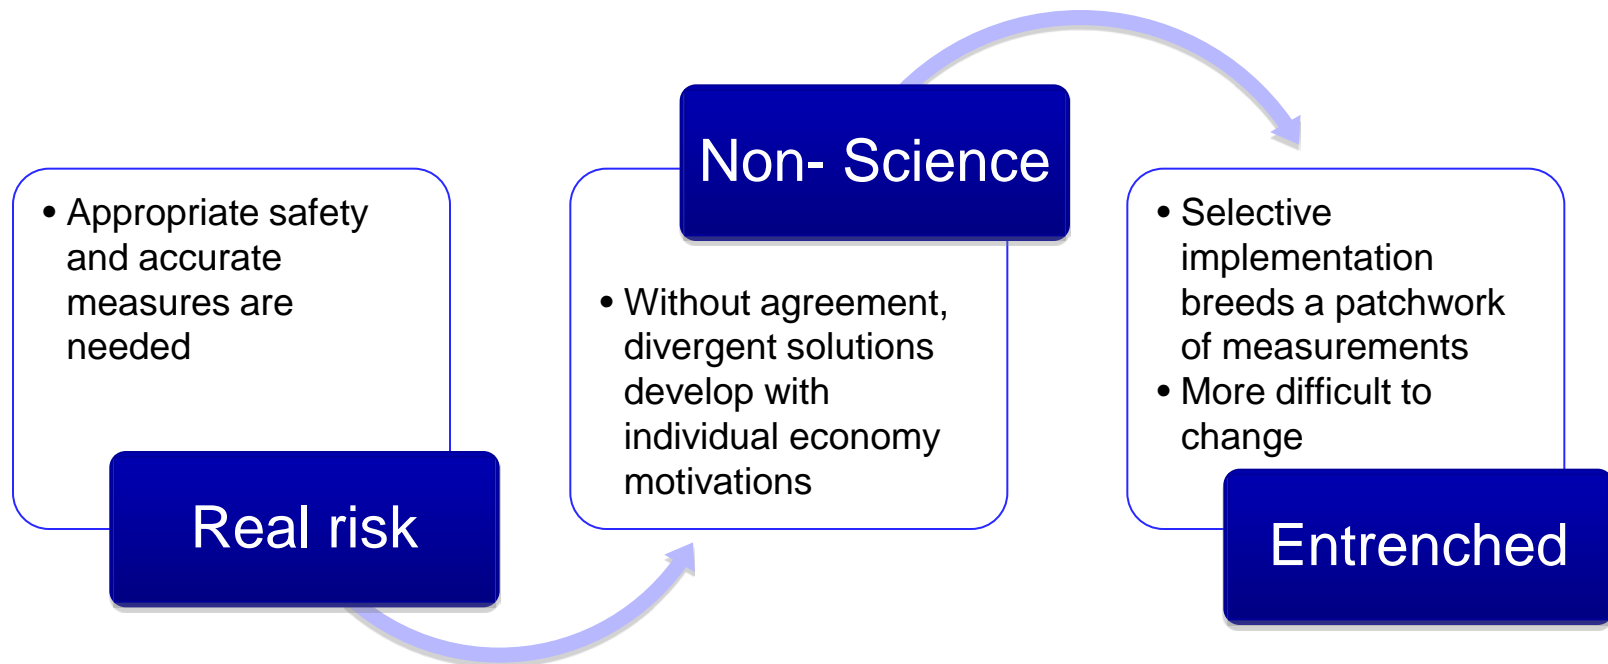 • Appropriate safety
and accurate
measures are
needed
Real risk
Non- Science
• Without agreement,
divergent solutions
develop with
individual economy
motivations
• Selective
implementation
breeds a patchwork
of measurements
• More difficult to
change
Entrenched